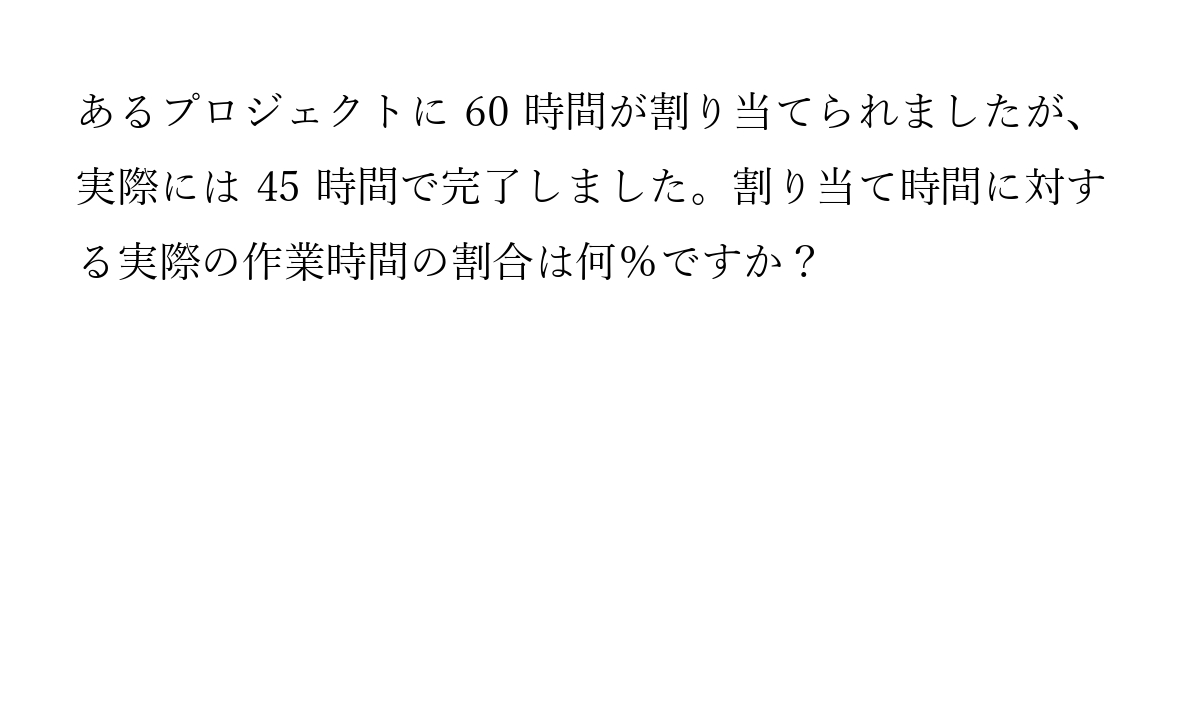 あるプロジェクトに 60 時間が割り当てられましたが、
実際には 45 時間で完了しました。割り当て時間に対す
る実際の作業時間の割合は何%ですか？